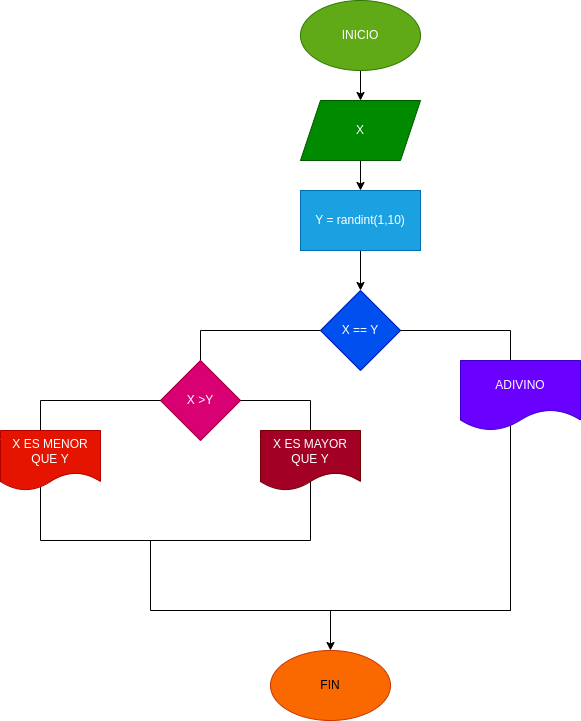 INICIO
X
Y = randint(1,10)
X == Y
X >Y
ADIVINO
X ES MENOR
QUE Y
X ES MAYOR
QUE Y
FIN